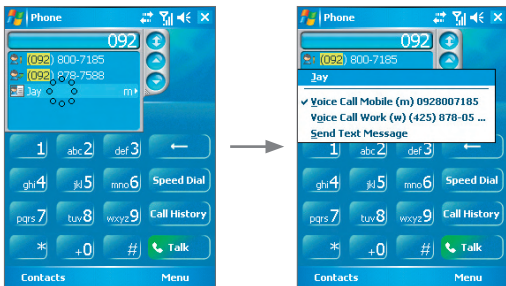 Phone
092
(092) 800-7185
(092) 878-7588
Jay m
1 abc 2 def 3
ghi 4 jkl 5 mno 6 Speed Dial
pqrs 7 tuv 8 wxyz 9 Call History
* +0 # Talk
Contacts Menu
Phone
092
(092) 800-7185
Jay
Voice Call Mobile (m) 0928007185
Voice Call Work (w) (425) 878-05 ...
Send Text Message
1 abc 2 def 3
ghi 4 jkl 5 mno 6 Speed Dial
pqrs 7 tuv 8 wxyz 9 Call History
* +0 # Talk
Contacts Menu